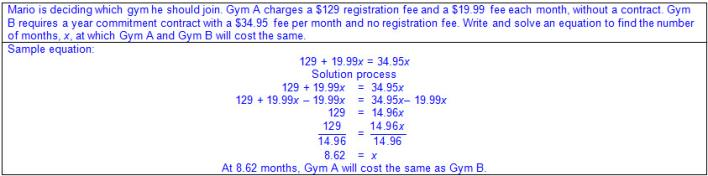 Mario is deciding which gym he should join. Gym A charges a $129 registration fee and a $19.99 fee each month, without a contract. Gym
B requires a year commitment contract with a $34.95 fee per month and no registration fee. Write and solve an equation to find the number
of months, x, at which Gym A and Gym B will cost the same.
Sample equation:
129 + 19.99x = 34.95x
Solution process
129 + 19.99x = 34.95x
129 + 19.99x – 19.99x = 34.95x– 19.99x
129 = 14.96x
129 = 14.96x
14.96 14.96
8.62 = x
At 8.62 months, Gym A will cost the same as Gym B.